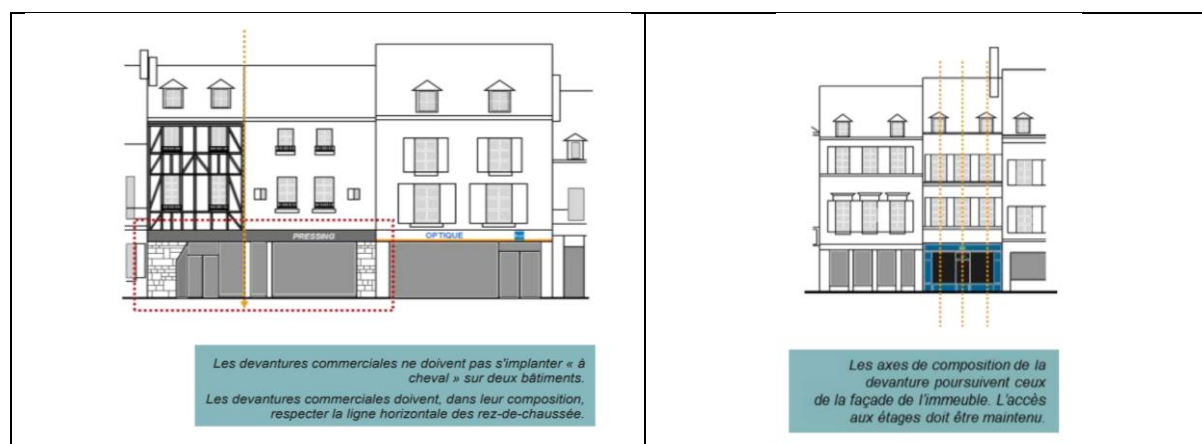 PRESSING
OPTIQUE
Les devantures commerciales ne doivent pas s'implanter « à
cheval » sur deux bâtiments.
Les devantures commerciales doivent, dans leur composition,
respecter la ligne horizontale des rez-de-chaussée.
Les axes de composition de la
devanture poursuivent ceux
de la façade de l'immeuble. L'accès
aux étages doit être maintenu.